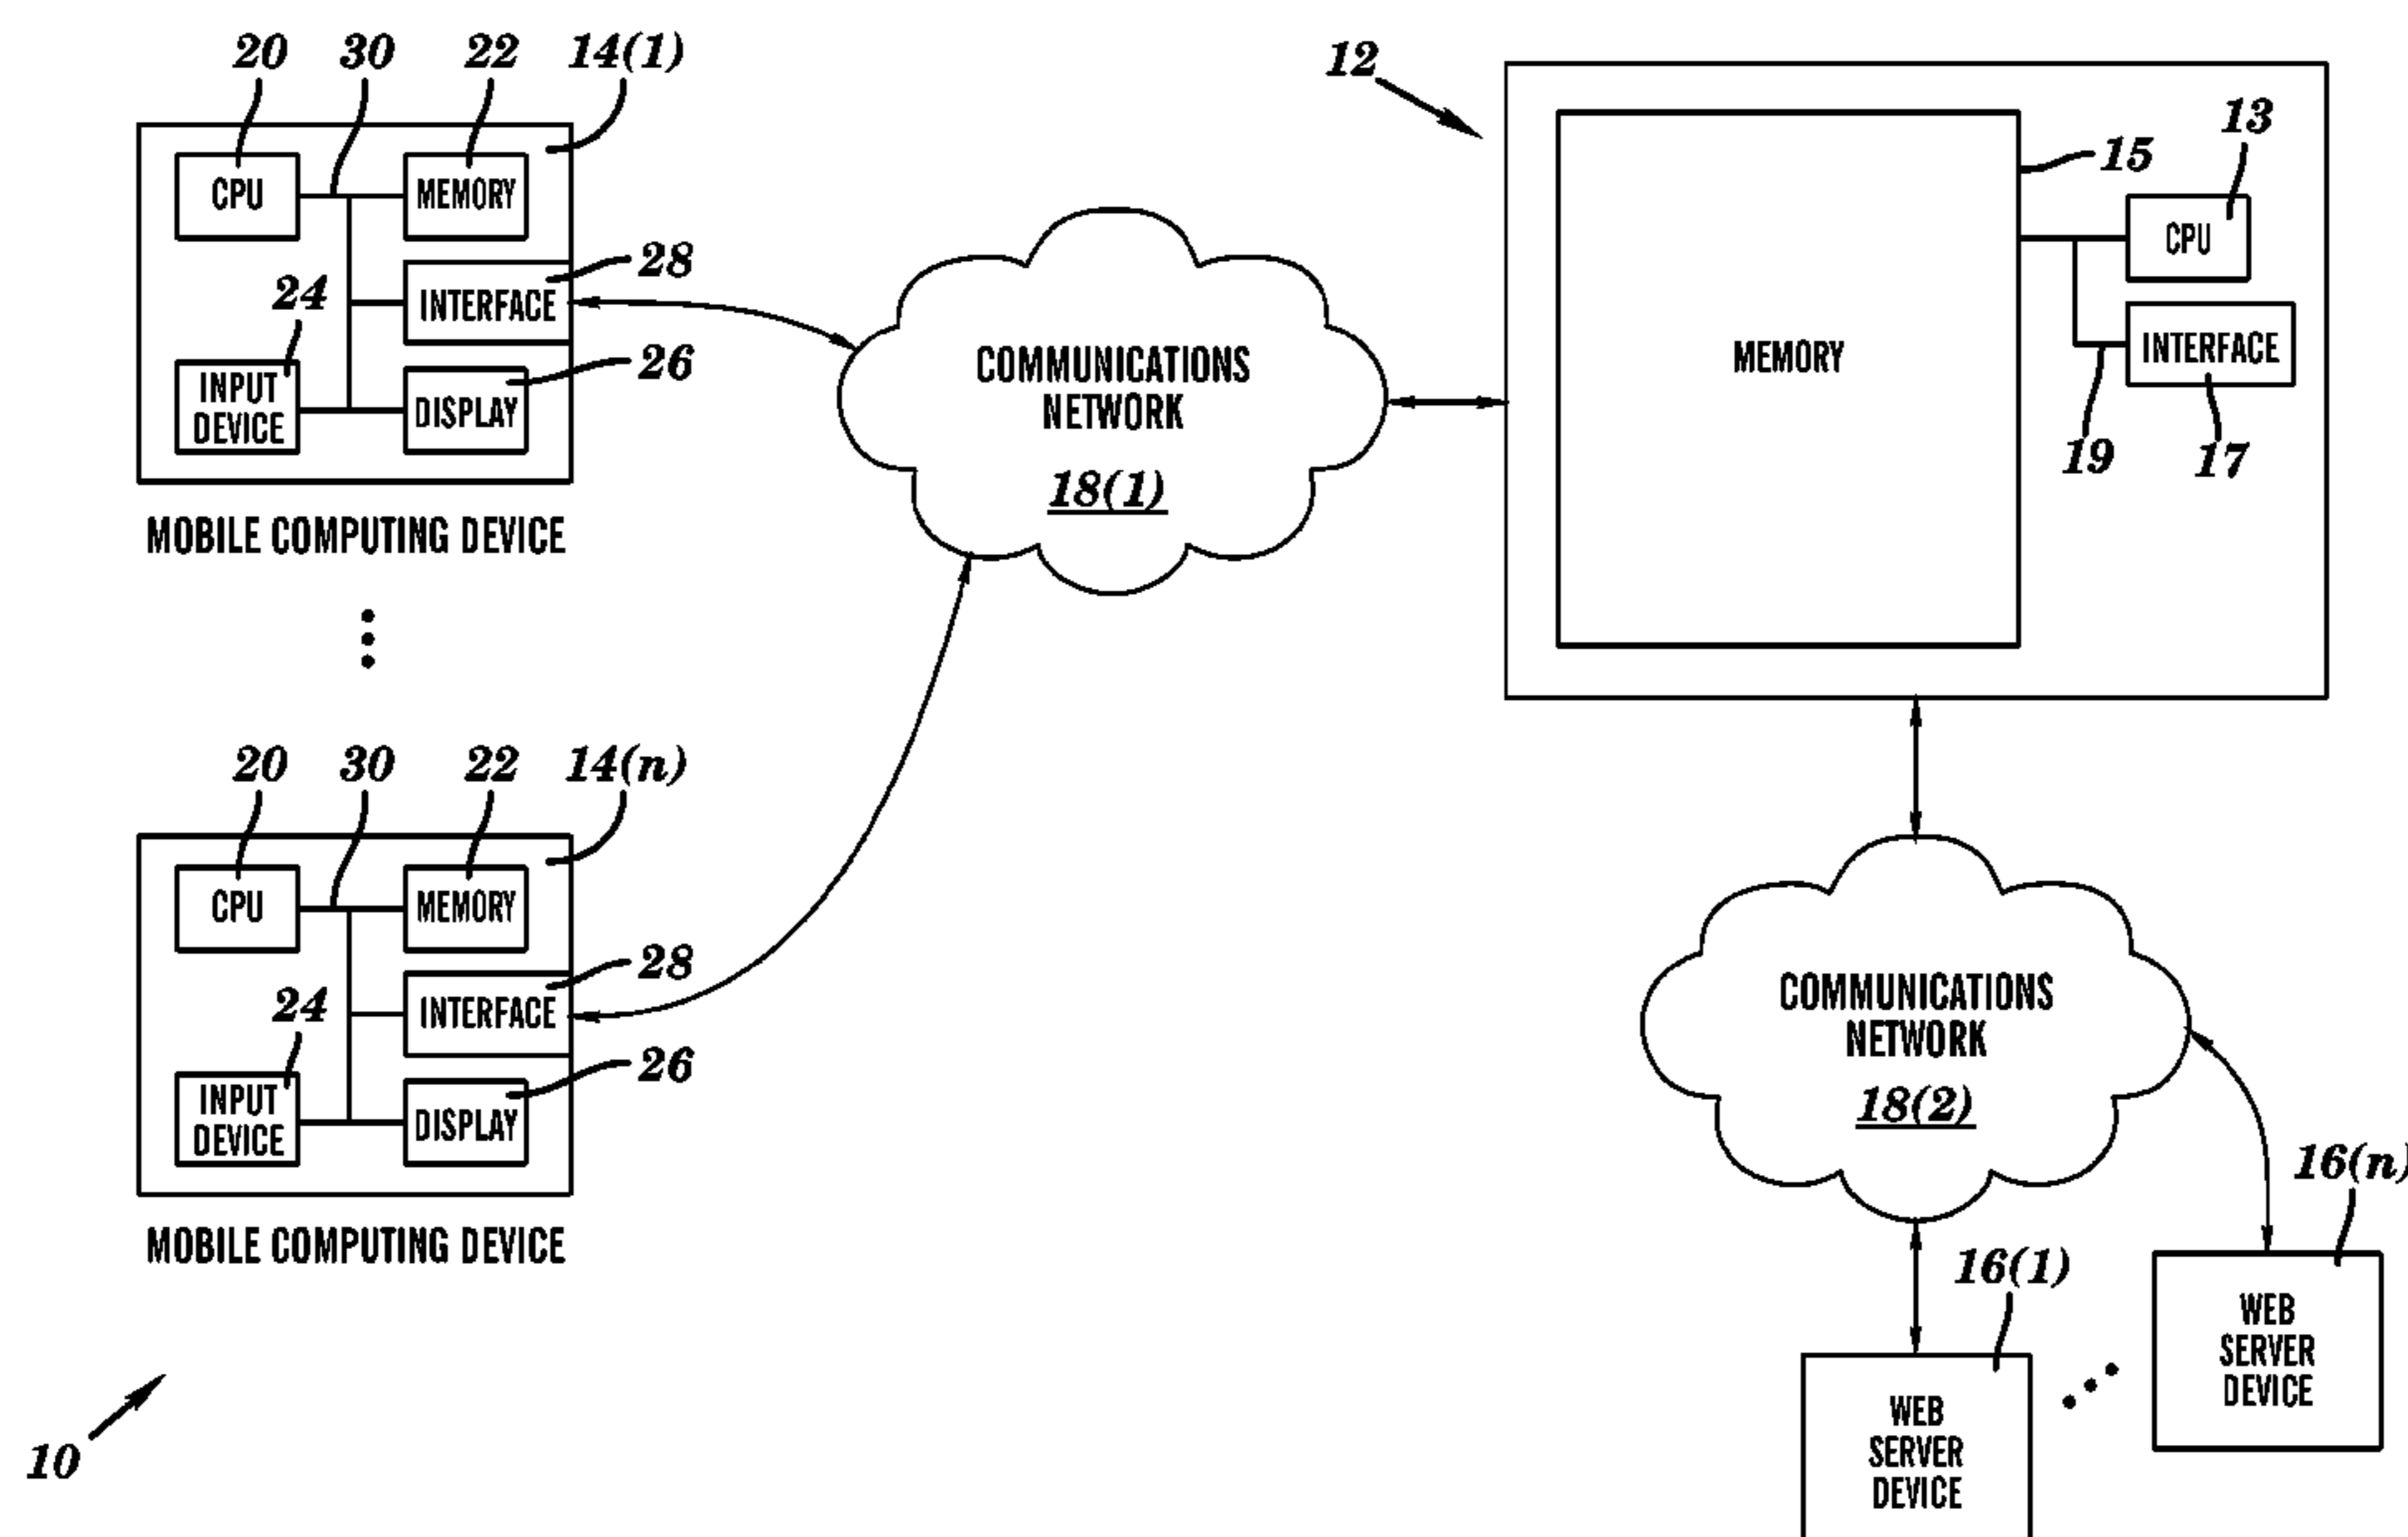 20 30 22 14(1)
CPU MEMORY
28
INTERFACE
24
26
INPUT
DEVICE
DISPLAY
MOBILE COMPUTING DEVICE
20 30 22 14(n)
CPU MEMORY
28
INTERFACE
24
26
INPUT
DEVICE
DISPLAY
MOBILE COMPUTING DEVICE
10
COMMUNICATIONS
NETWORK
18(1)
12
MEMORY
15
13
CPU
INTERFACE
19 17
COMMUNICATIONS
NETWORK
18(2)
16(1)
WEB
SERVER
DEVICE
16(n)
WEB
SERVER
DEVICE